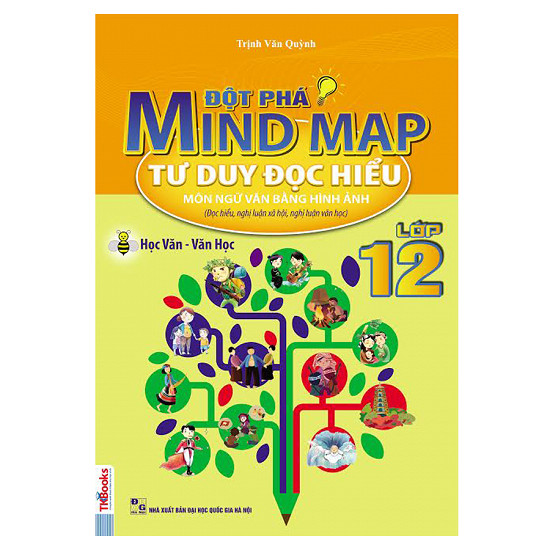 Trịnh Văn Quỳnh
ĐỘT PHÁ
MIND MAP
TƯ DUY ĐỌC HIỂU
MÔN NGỮ VĂN BẰNG HÌNH ẢNH
(Đọc hiểu, nghị luận xã hội, nghị luận văn học)
Học Văn - Văn Học
LỚP
12
TKBooks
NHÀ XUẤT BẢN ĐẠI HỌC QUỐC GIA HÀ NỘI